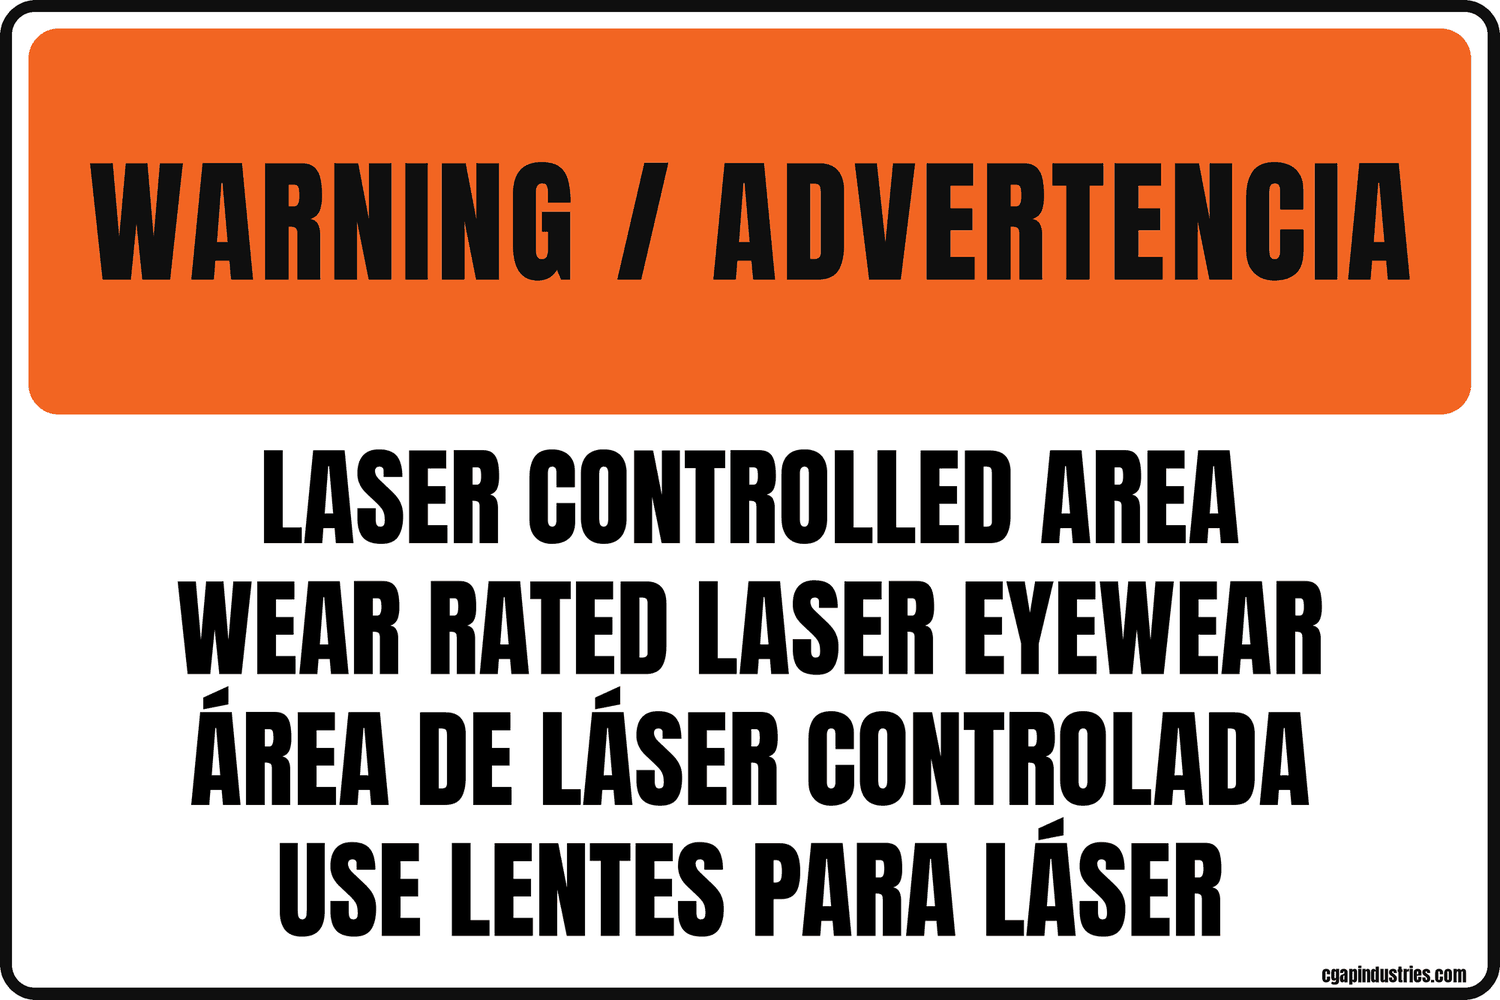 WARNING / ADVERTENCIA
LASER CONTROLLED AREA
WEAR RATED LASER EYEWEAR
ÁREA DE LÁSER CONTROLADA
USE LENTES PARA LÁSER
cgapindustries.com